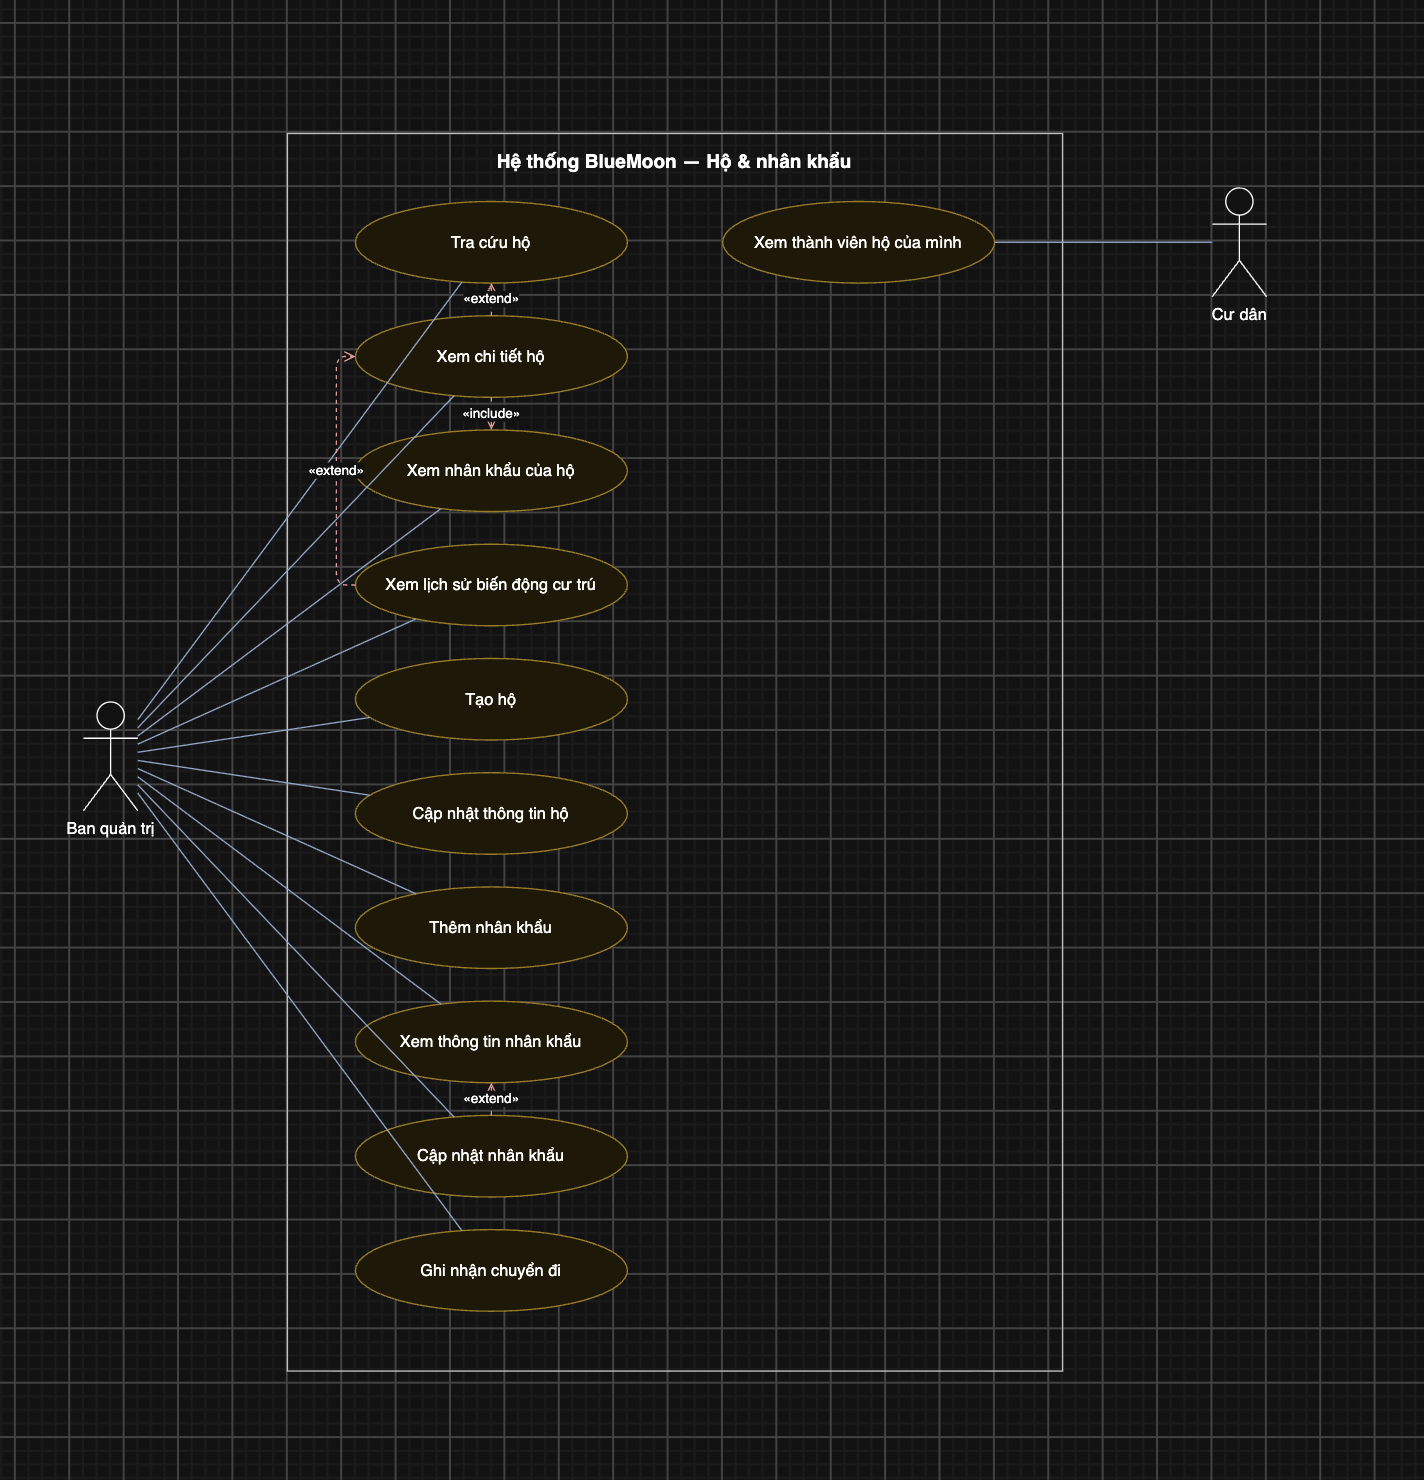 Hệ thống BlueMoon — Hộ & nhân khẩu
Tra cứu hộ
Xem thành viên hộ của mình
«extend»
Cư dân
Xem chi tiết hộ
«include»
«extend»
Xem nhân khẩu của hộ
Xem lịch sử biến động cư trú
Tạo hộ
Cập nhật thông tin hộ
Ban quản trị
Thêm nhân khẩu
Xem thông tin nhân khẩu
«extend»
Cập nhật nhân khẩu
Ghi nhận chuyển đi